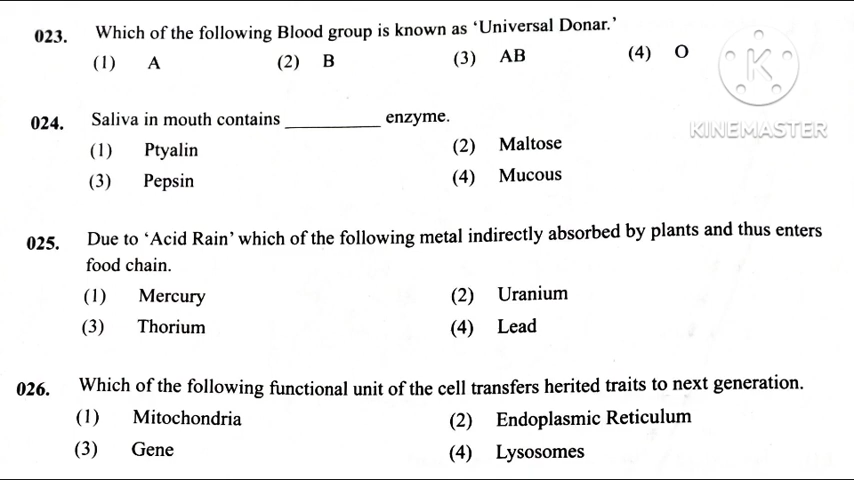 023. Which of the following Blood group is known as ‘Universal Donar.’
(1) A (2) B (3) AB (4) O
K
KINEMASTER
024. Saliva in mouth contains __________ enzyme.
(1) Ptyalin (2) Maltose
(3) Pepsin (4) Mucous
025. Due to ‘Acid Rain’ which of the following metal indirectly absorbed by plants and thus enters
food chain.
(1) Mercury (2) Uranium
(3) Thorium (4) Lead
026. Which of the following functional unit of the cell transfers herited traits to next generation.
(1) Mitochondria (2) Endoplasmic Reticulum
(3) Gene (4) Lysosomes